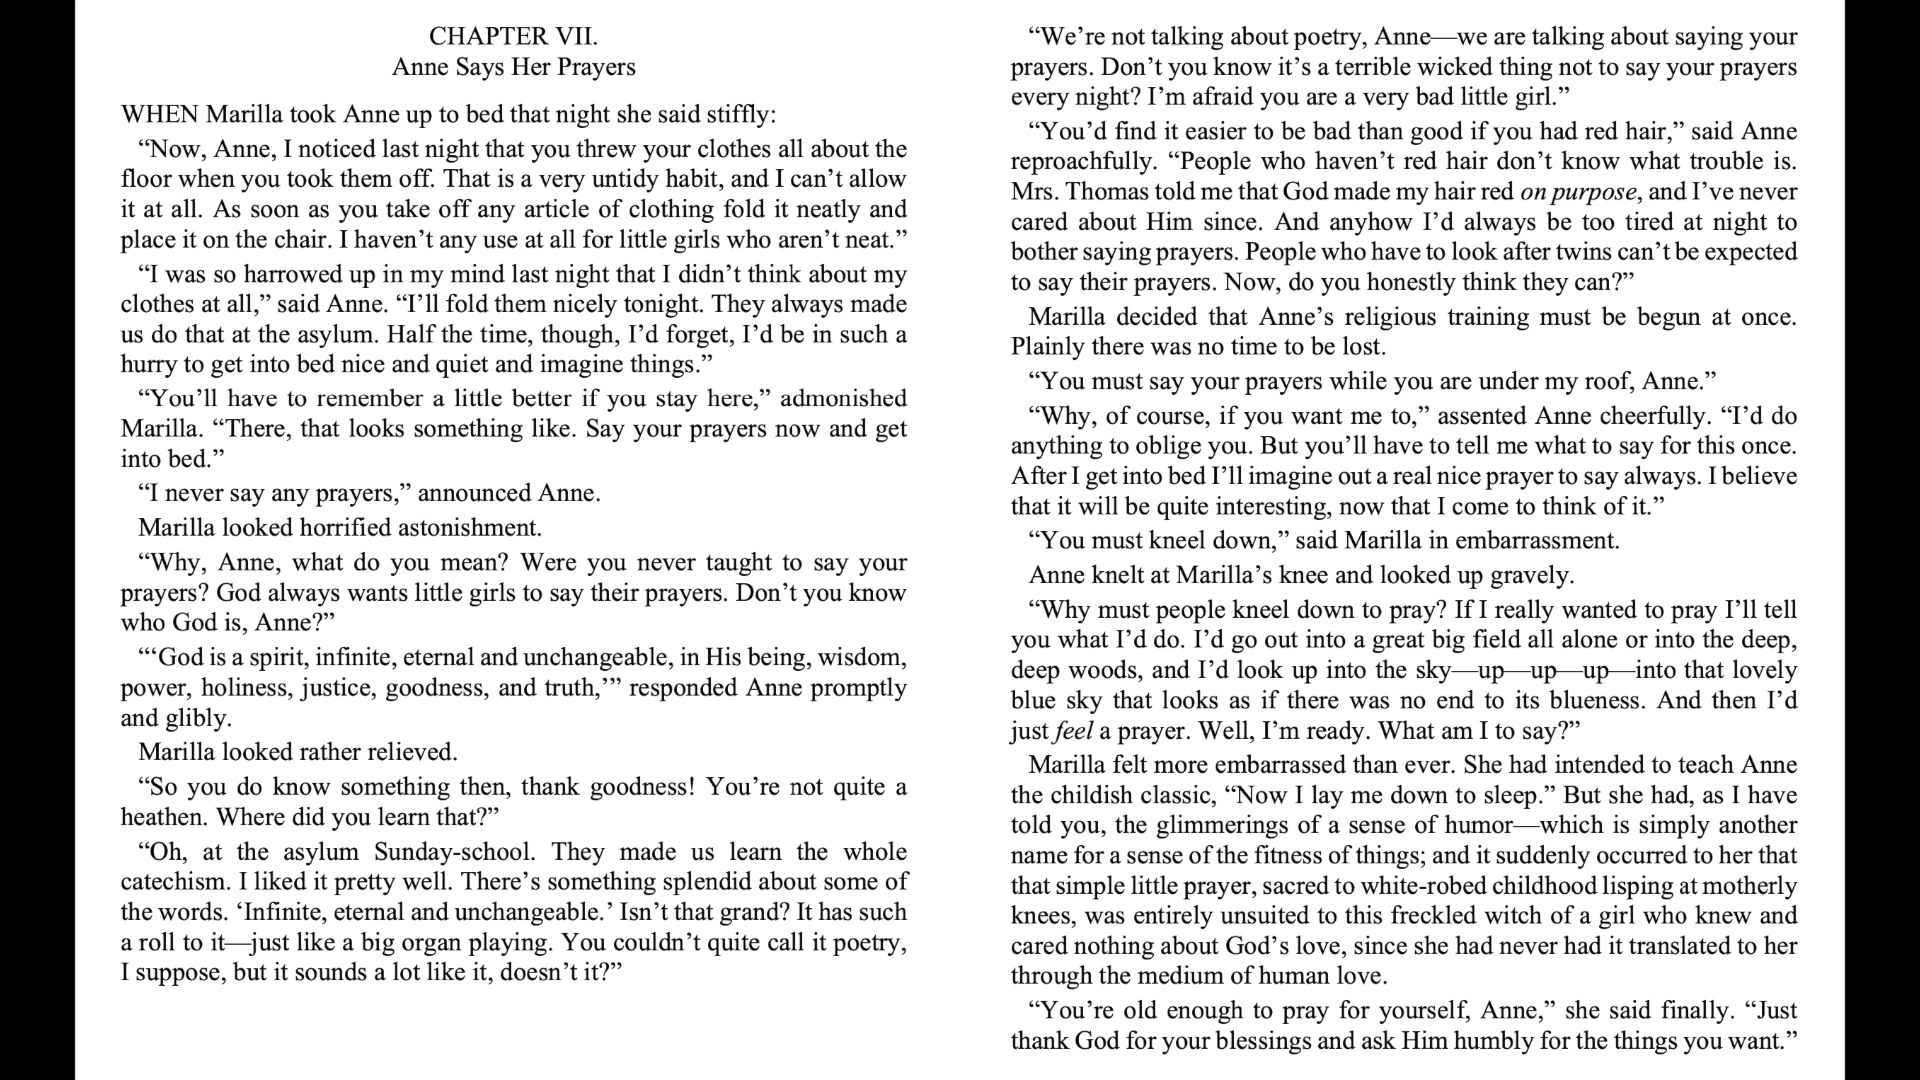 CHAPTER VII.
Anne Says Her Prayers
WHEN Marilla took Anne up to bed that night she said stiffly:
“Now, Anne, I noticed last night that you threw your clothes all about the
floor when you took them off. That is a very untidy habit, and I can’t allow
it at all. As soon as you take off any article of clothing fold it neatly and
place it on the chair. I haven’t any use at all for little girls who aren’t neat.”
“I was so harrowed up in my mind last night that I didn’t think about my
clothes at all,” said Anne. “I’ll fold them nicely tonight. They always made
us do that at the asylum. Half the time, though, I’d forget, I’d be in such a
hurry to get into bed nice and quiet and imagine things.”
“You’ll have to remember a little better if you stay here,” admonished
Marilla. “There, that looks something like. Say your prayers now and get
into bed.”
“I never say any prayers,” announced Anne.
Marilla looked horrified astonishment.
“Why, Anne, what do you mean? Were you never taught to say your
prayers? God always wants little girls to say their prayers. Don’t you know
who God is, Anne?”
“‘God is a spirit, infinite, eternal and unchangeable, in His being, wisdom,
power, holiness, justice, goodness, and truth,’” responded Anne promptly
and glibly.
Marilla looked rather relieved.
“So you do know something then, thank goodness! You’re not quite a
heathen. Where did you learn that?”
“Oh, at the asylum Sunday-school. They made us learn the whole
catechism. I liked it pretty well. There’s something splendid about some of
the words. ‘Infinite, eternal and unchangeable.’ Isn’t that grand? It has such
a roll to it—just like a big organ playing. You couldn’t quite call it poetry,
I suppose, but it sounds a lot like it, doesn’t it?”
“We’re not talking about poetry, Anne—we are talking about saying your
prayers. Don’t you know it’s a terrible wicked thing not to say your prayers
every night? I’m afraid you are a very bad little girl.”
“You’d find it easier to be bad than good if you had red hair,” said Anne
reproachfully. “People who haven’t red hair don’t know what trouble is.
Mrs. Thomas told me that God made my hair red on purpose, and I’ve never
cared about Him since. And anyhow I’d always be too tired at night to
bother saying prayers. People who have to look after twins can’t be expected
to say their prayers. Now, do you honestly think they can?”
Marilla decided that Anne’s religious training must be begun at once.
Plainly there was no time to be lost.
“You must say your prayers while you are under my roof, Anne.”
“Why, of course, if you want me to,” assented Anne cheerfully. “I’d do
anything to oblige you. But you’ll have to tell me what to say for this once.
After I get into bed I’ll imagine out a real nice prayer to say always. I believe
that it will be quite interesting, now that I come to think of it.”
“You must kneel down,” said Marilla in embarrassment.
Anne knelt at Marilla’s knee and looked up gravely.
“Why must people kneel down to pray? If I really wanted to pray I’ll tell
you what I’d do. I’d go out into a great big field all alone or into the deep,
deep woods, and I’d look up into the sky—up—up—up—into that lovely
blue sky that looks as if there was no end to its blueness. And then I’d
just feel a prayer. Well, I’m ready. What am I to say?”
Marilla felt more embarrassed than ever. She had intended to teach Anne
the childish classic, “Now I lay me down to sleep.” But she had, as I have
told you, the glimmerings of a sense of humor—which is simply another
name for a sense of the fitness of things; and it suddenly occurred to her that
that simple little prayer, sacred to white-robed childhood lisping at motherly
knees, was entirely unsuited to this freckled witch of a girl who knew and
cared nothing about God’s love, since she had never had it translated to her
through the medium of human love.
“You’re old enough to pray for yourself, Anne,” she said finally. “Just
thank God for your blessings and ask Him humbly for the things you want.”